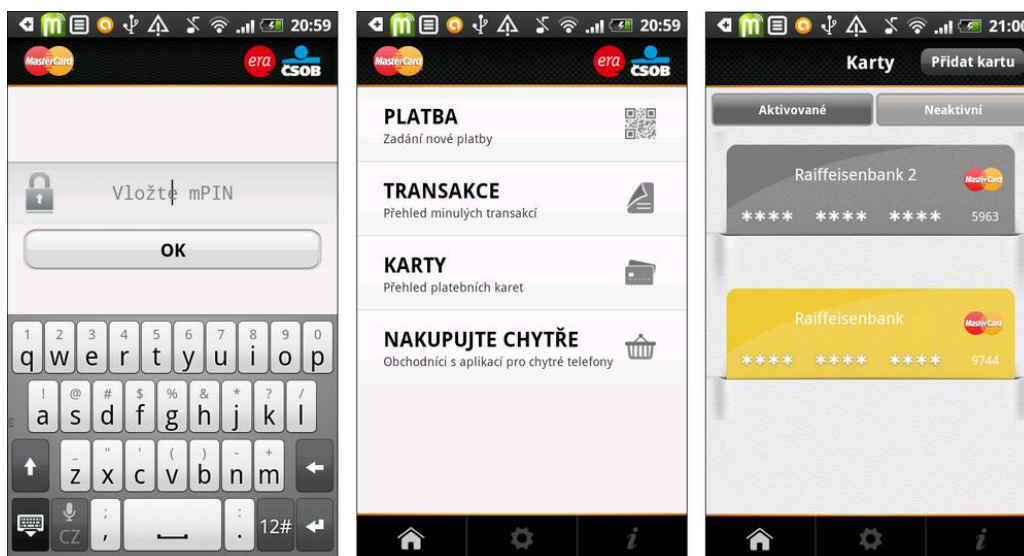 20:59
MasterCard
era
ČSOB
Vložte mPIN
OK
1 2 3 4 5 6 7 8 9 0
q w e r t y u i o p
! @ # $ % & * ? /
a s d f g h j k l
_ " ' ( ) - +
z x c v b n m
CZ ; , : . 12#
20:59
MasterCard
era
ČSOB
PLATBA
Zadání nové platby
TRANSAKCE
Přehled minulých transakcí
KARTY
Přehled platebních karet
NAKUPUJTE CHYTŘE
Obchodníci s aplikací pro chytré telefony
i
21:00
Karty
Přidat kartu
Aktivované
Neaktivní
Raiffeisenbank 2
MasterCard
**** **** **** 5963
Raiffeisenbank
MasterCard
**** **** **** 9744
i